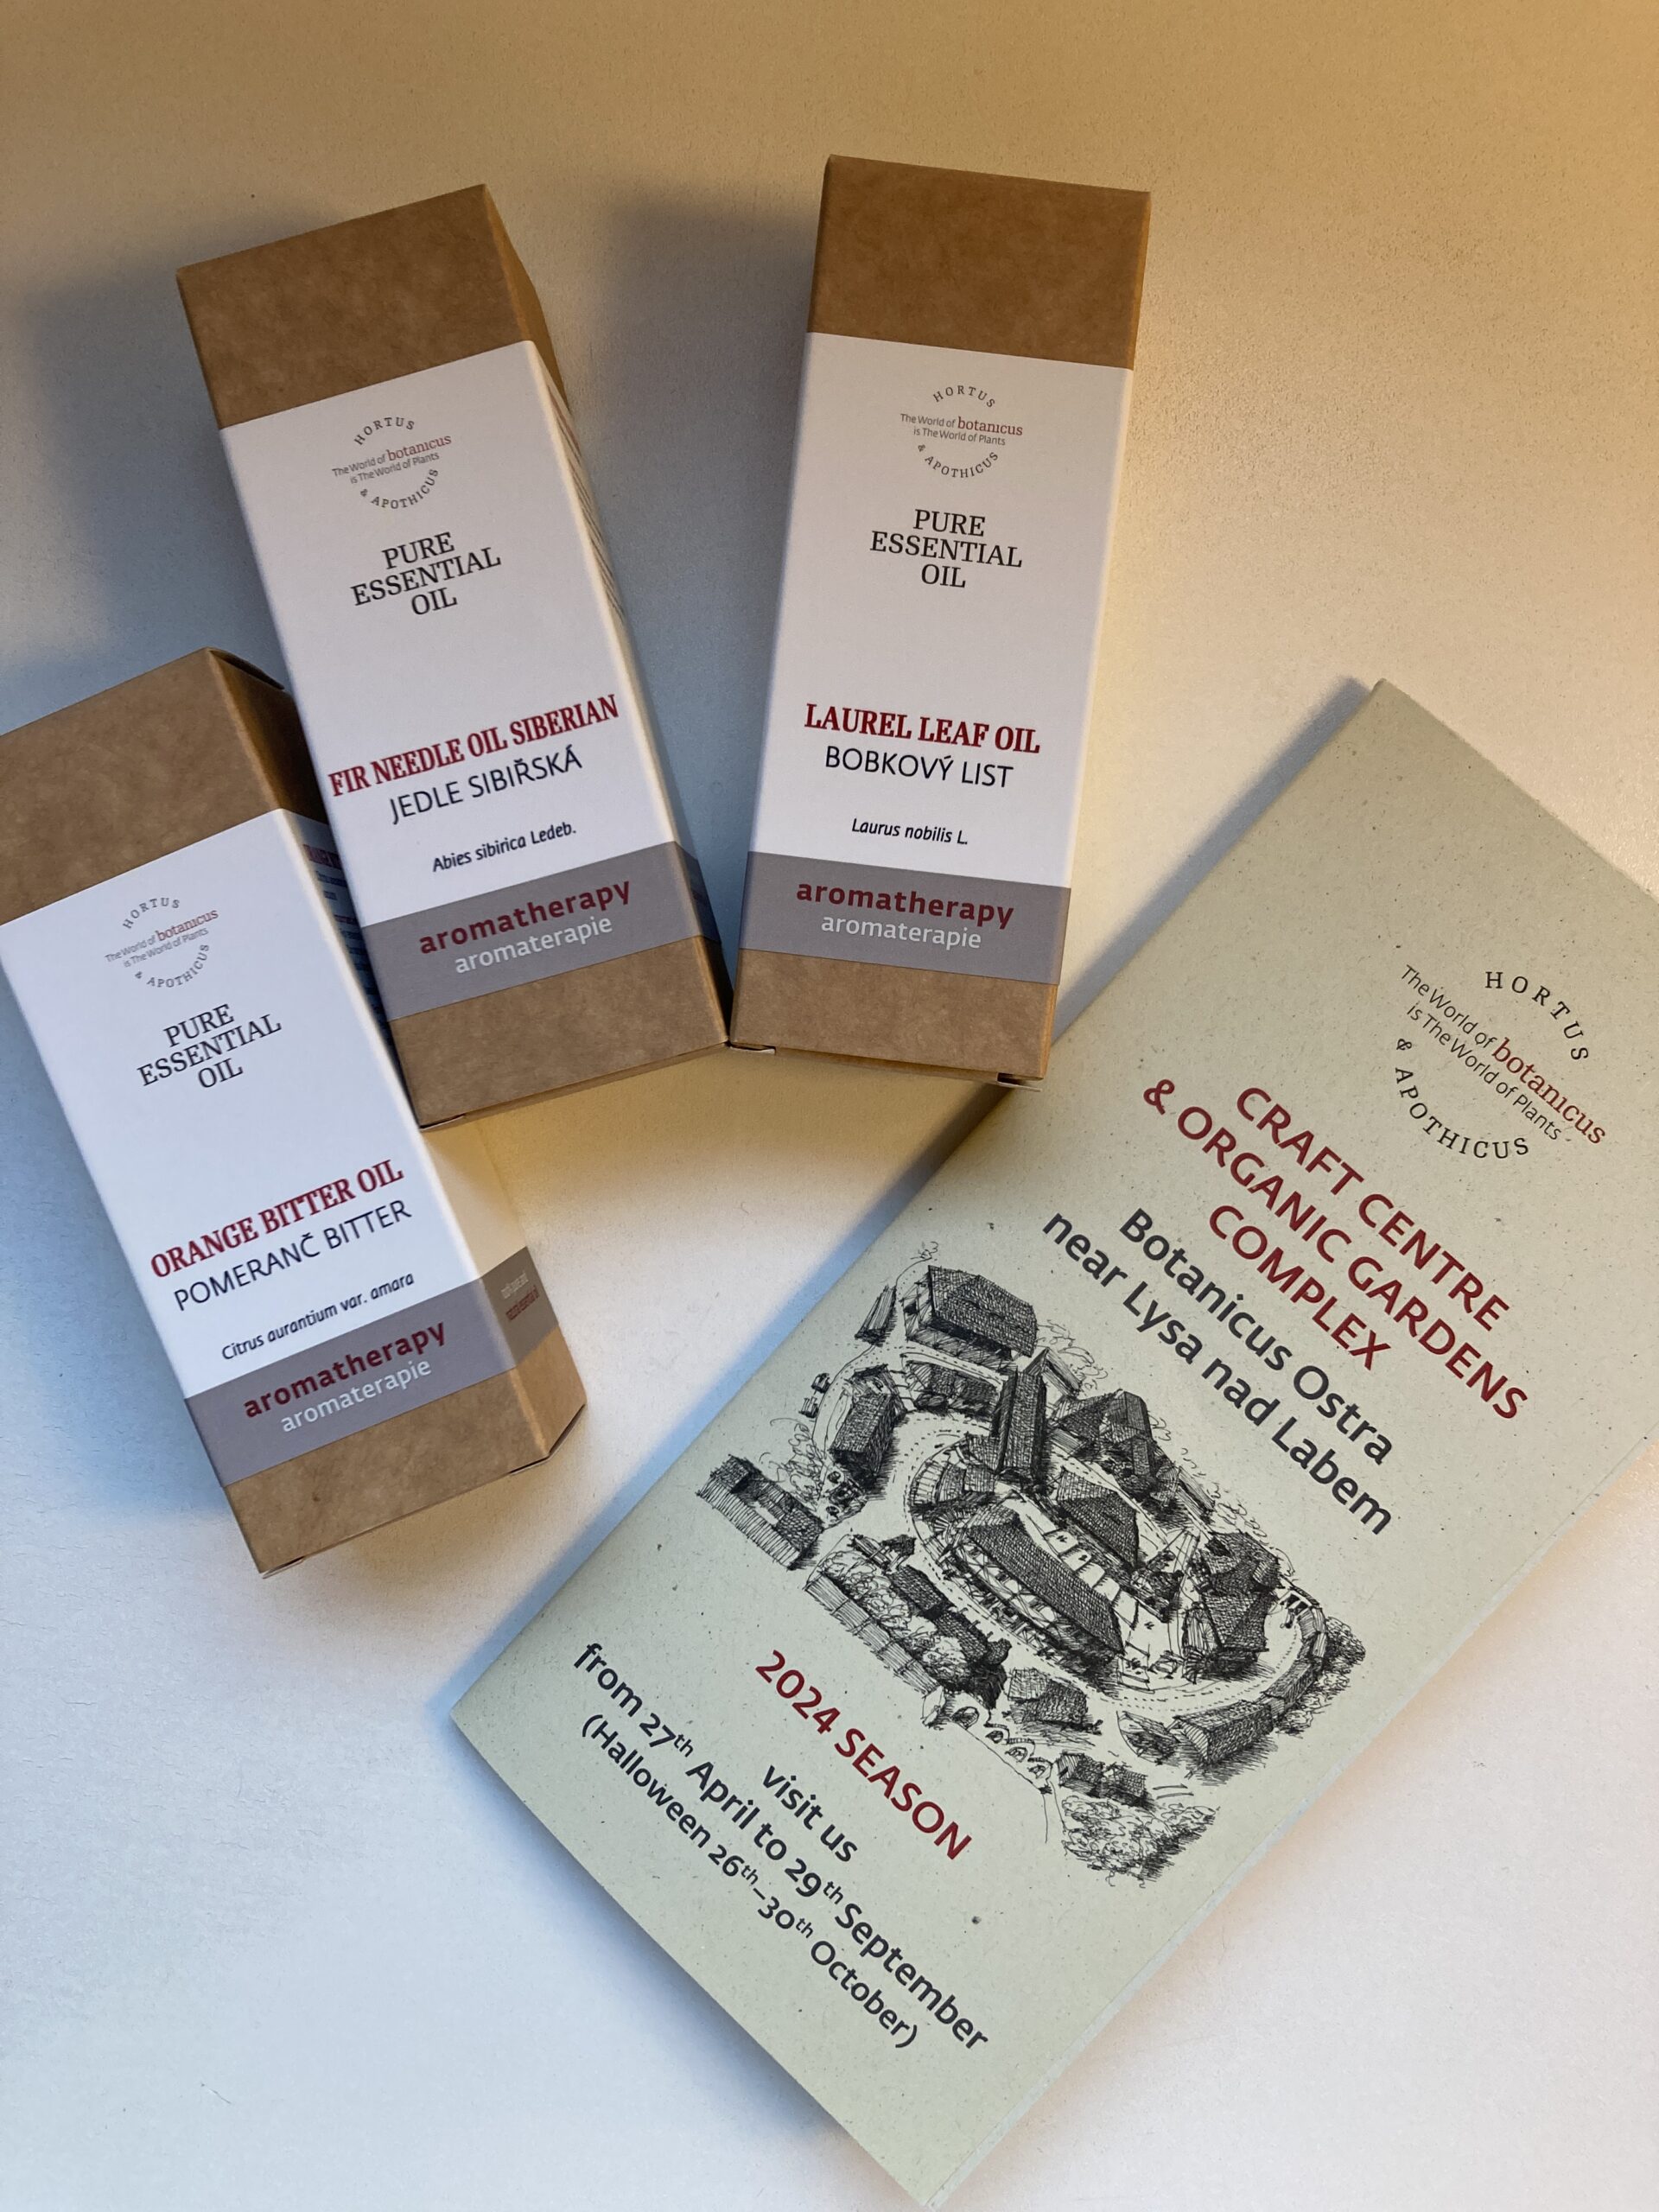 HORTUS
The World of botanicus
is The World of Plants
& APOTHICUS
PURE
ESSENTIAL
OIL
FIR NEEDLE OIL SIBERIAN
JEDLE SIBIŘSKÁ
Abies sibirica Ledeb.
aromatherapy
aromaterapie
HORTUS
The World of botanicus
is The World of Plants
& APOTHICUS
PURE
ESSENTIAL
OIL
LAUREL LEAF OIL
BOBKOVÝ LIST
Laurus nobilis L.
aromatherapy
aromaterapie
HORTUS
The World of botanicus
is The World of Plants
& APOTHICUS
PURE
ESSENTIAL
OIL
ORANGE BITTER OIL
POMERANČ BITTER
Citrus aurantium var. amara
aromatherapy
aromaterapie
HORTUS
The World of botanicus
is The World of Plants
& APOTHICUS
CRAFT CENTRE
& ORGANIC GARDENS
COMPLEX
Botanicus Ostra
near Lysa nad Labem
2024 SEASON
visit us
from 27th April to 29th September
(Halloween 26th–30th October)